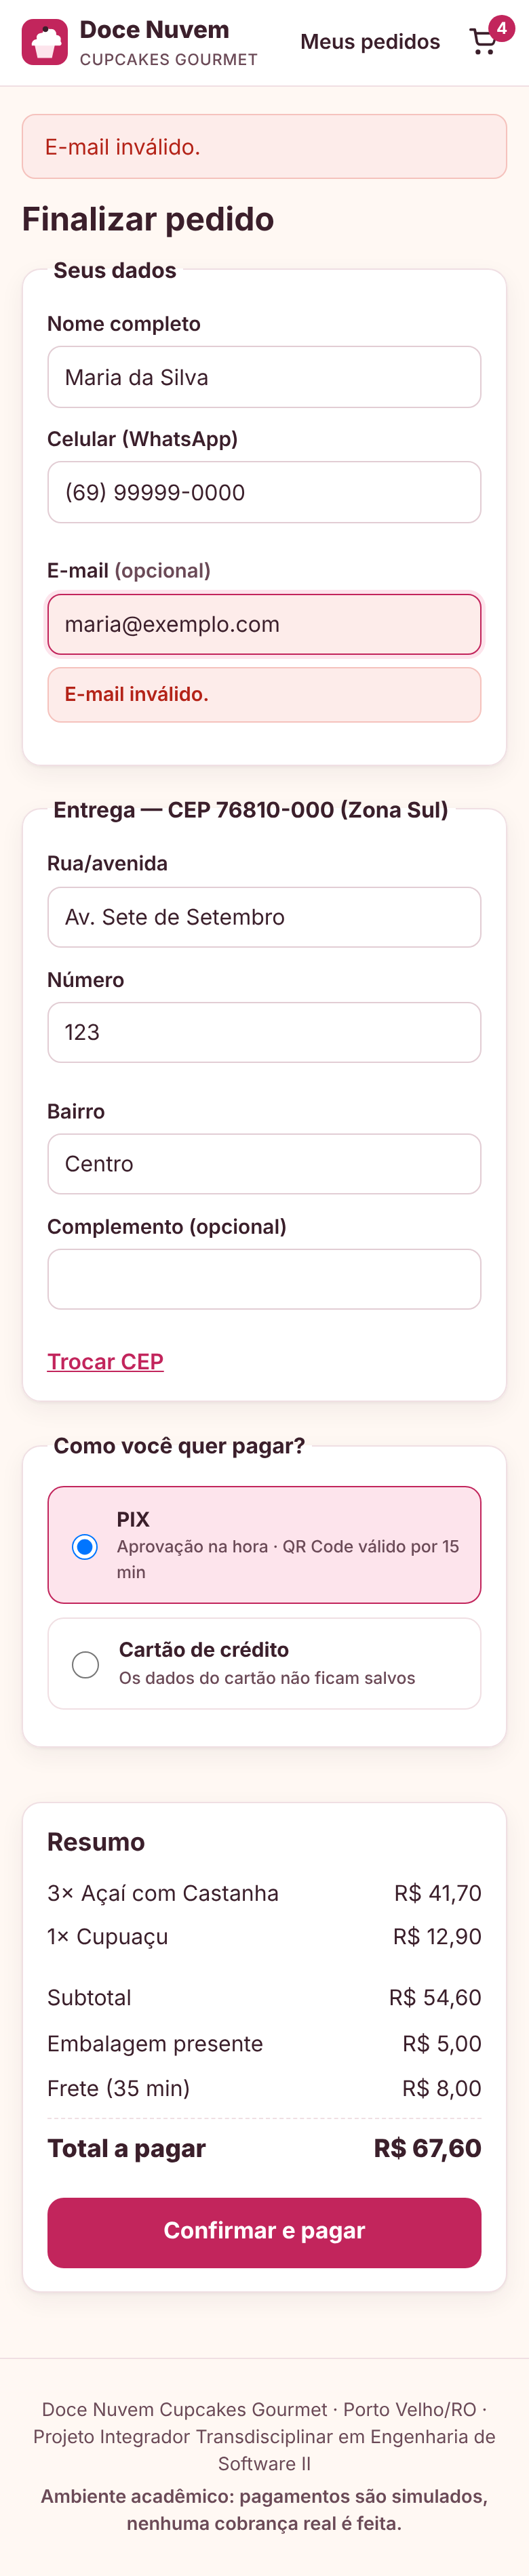 Doce Nuvem
CUPCAKES GOURMET
Meus pedidos
4
E-mail inválido.
Finalizar pedido
Seus dados
Nome completo
Maria da Silva
Celular (WhatsApp)
(69) 99999-0000
E-mail (opcional)
maria@exemplo.com
E-mail inválido.
Entrega — CEP 76810-000 (Zona Sul)
Rua/avenida
Av. Sete de Setembro
Número
123
Bairro
Centro
Complemento (opcional)
Trocar CEP
Como você quer pagar?
PIX
Aprovação na hora · QR Code válido por 15
min
Cartão de crédito
Os dados do cartão não ficam salvos
Resumo
3× Açaí com Castanha R$ 41,70
1× Cupuaçu R$ 12,90
Subtotal R$ 54,60
Embalagem presente R$ 5,00
Frete (35 min) R$ 8,00
Total a pagar R$ 67,60
Confirmar e pagar
Doce Nuvem Cupcakes Gourmet · Porto Velho/RO ·
Projeto Integrador Transdisciplinar em Engenharia de
Software II
Ambiente acadêmico: pagamentos são simulados,
nenhuma cobrança real é feita.